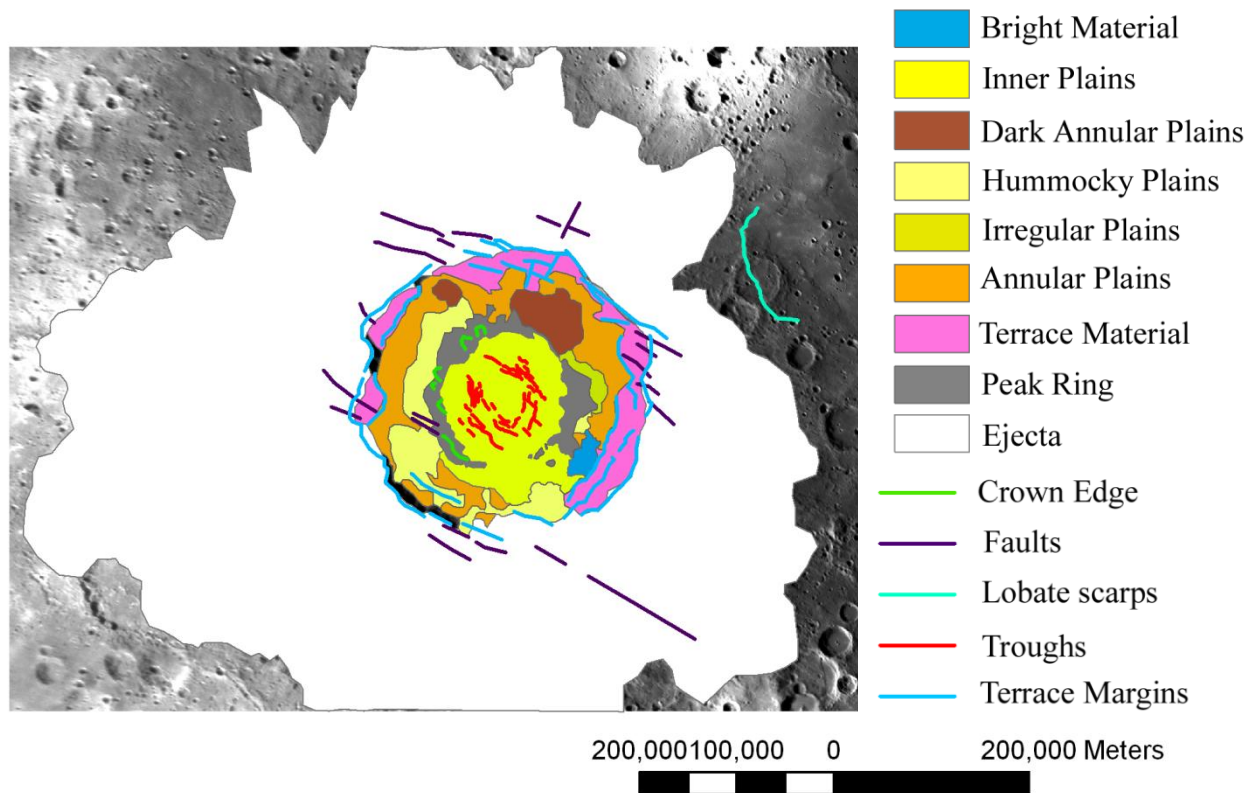 Bright Material
Inner Plains
Dark Annular Plains
Hummocky Plains
Irregular Plains
Annular Plains
Terrace Material
Peak Ring
Ejecta
Crown Edge
Faults
Lobate scarps
Troughs
Terrace Margins
200,000100,000 0 200,000 Meters